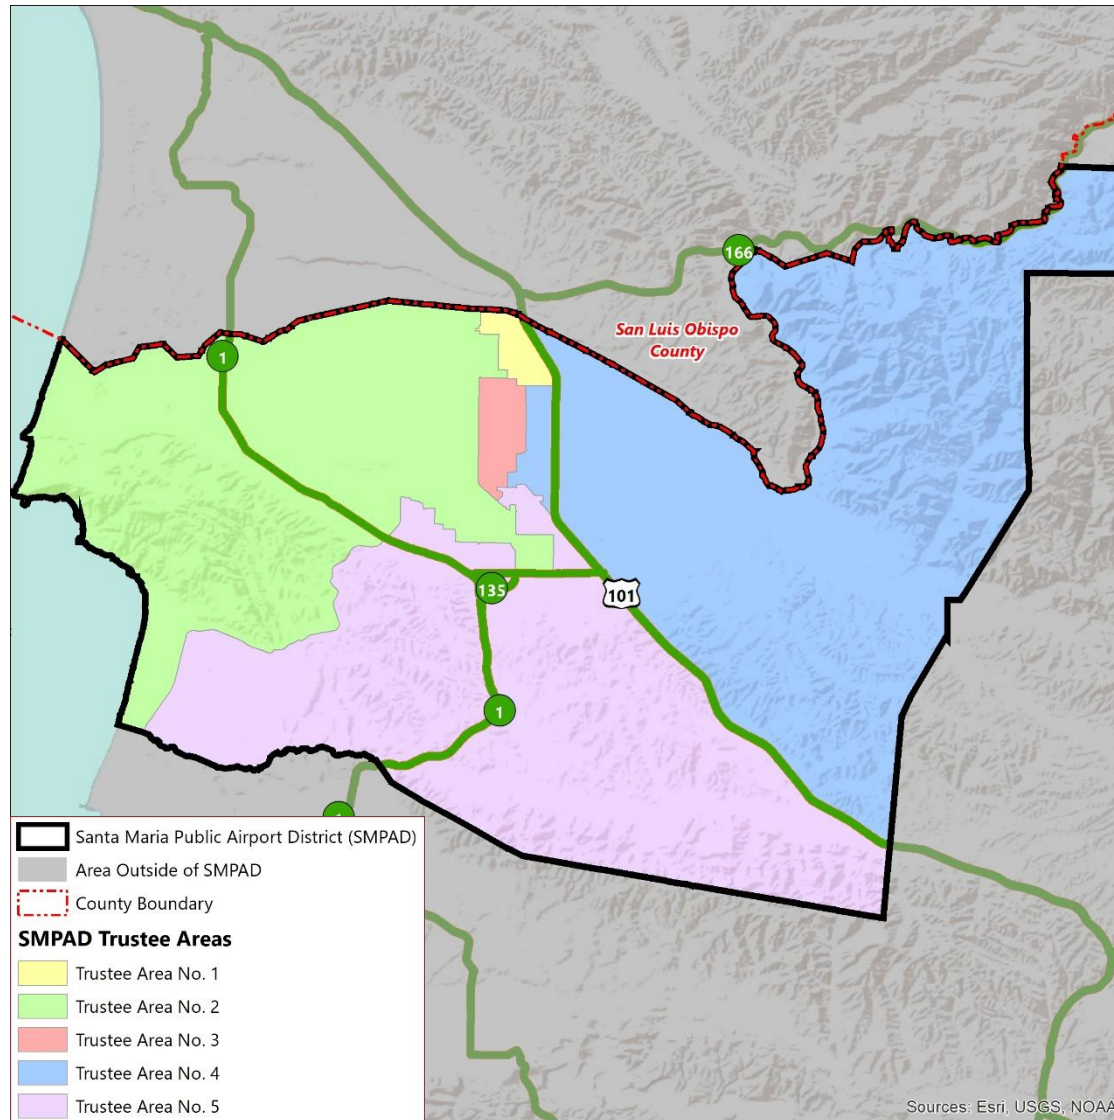 166
San Luis Obispo
County
1
135
101
1
Santa Maria Public Airport District (SMPAD)
Area Outside of SMPAD
County Boundary
SMPAD Trustee Areas
Trustee Area No. 1
Trustee Area No. 2
Trustee Area No. 3
Trustee Area No. 4
Trustee Area No. 5
Sources: Esri, USGS, NOAA